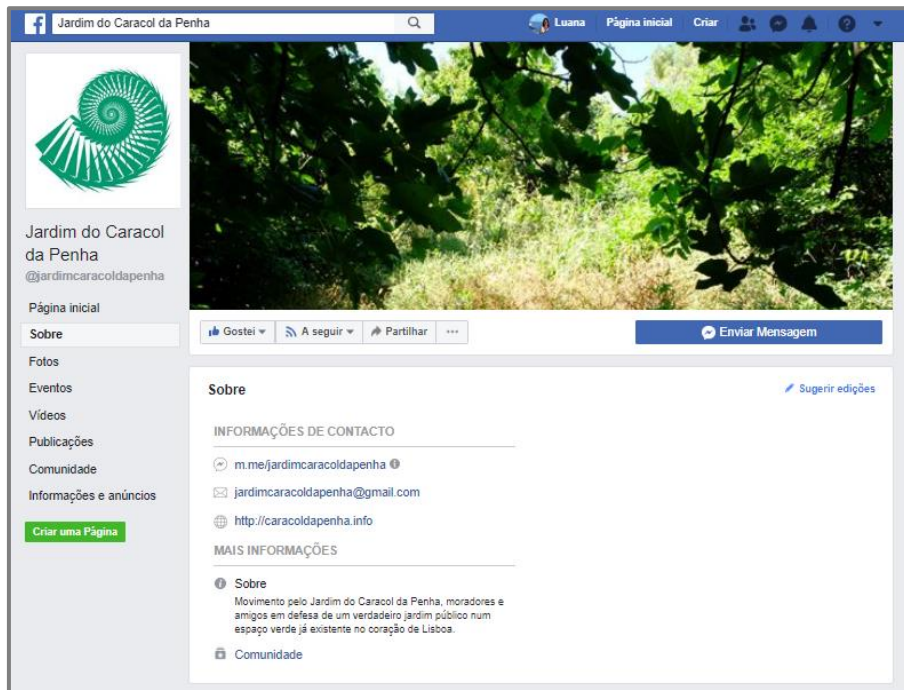 Jardim do Caracol da Penha
Luana Página inicial Criar
Jardim do Caracol
da Penha
@jardimcaracoldapenha
Página inicial
Sobre
Fotos
Eventos
Vídeos
Publicações
Comunidade
Informações e anúncios
Criar uma Página
Gostei A seguir Partilhar ...
Enviar Mensagem
Sobre
Sugerir edições
INFORMAÇÕES DE CONTACTO
m.me/jardimcaracoldapenha
jardimcaracoldapenha@gmail.com
http://caracoldapenha.info
MAIS INFORMAÇÕES
Sobre
Movimento pelo Jardim do Caracol da Penha, moradores e
amigos em defesa de um verdadeiro jardim público num
espaço verde já existente no coração de Lisboa.
Comunidade